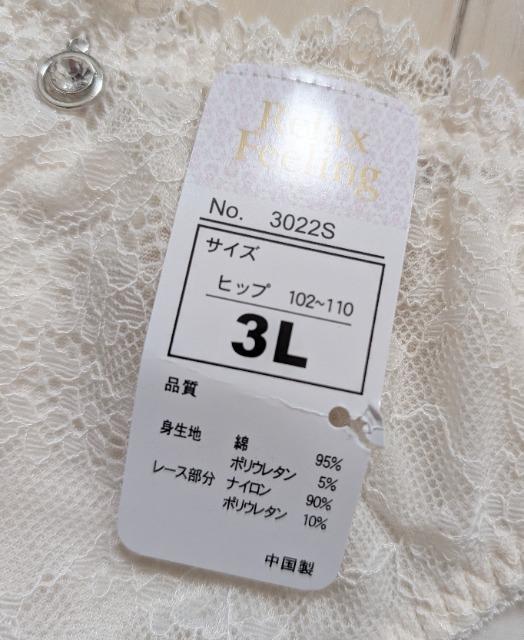 Relax
Feeling
No. 3022S
サイズ
ヒップ 102~110
3L
品質
身生地 綿 95%
ポリウレタン 5%
レース部分 ナイロン 90%
ポリウレタン 10%
中国製